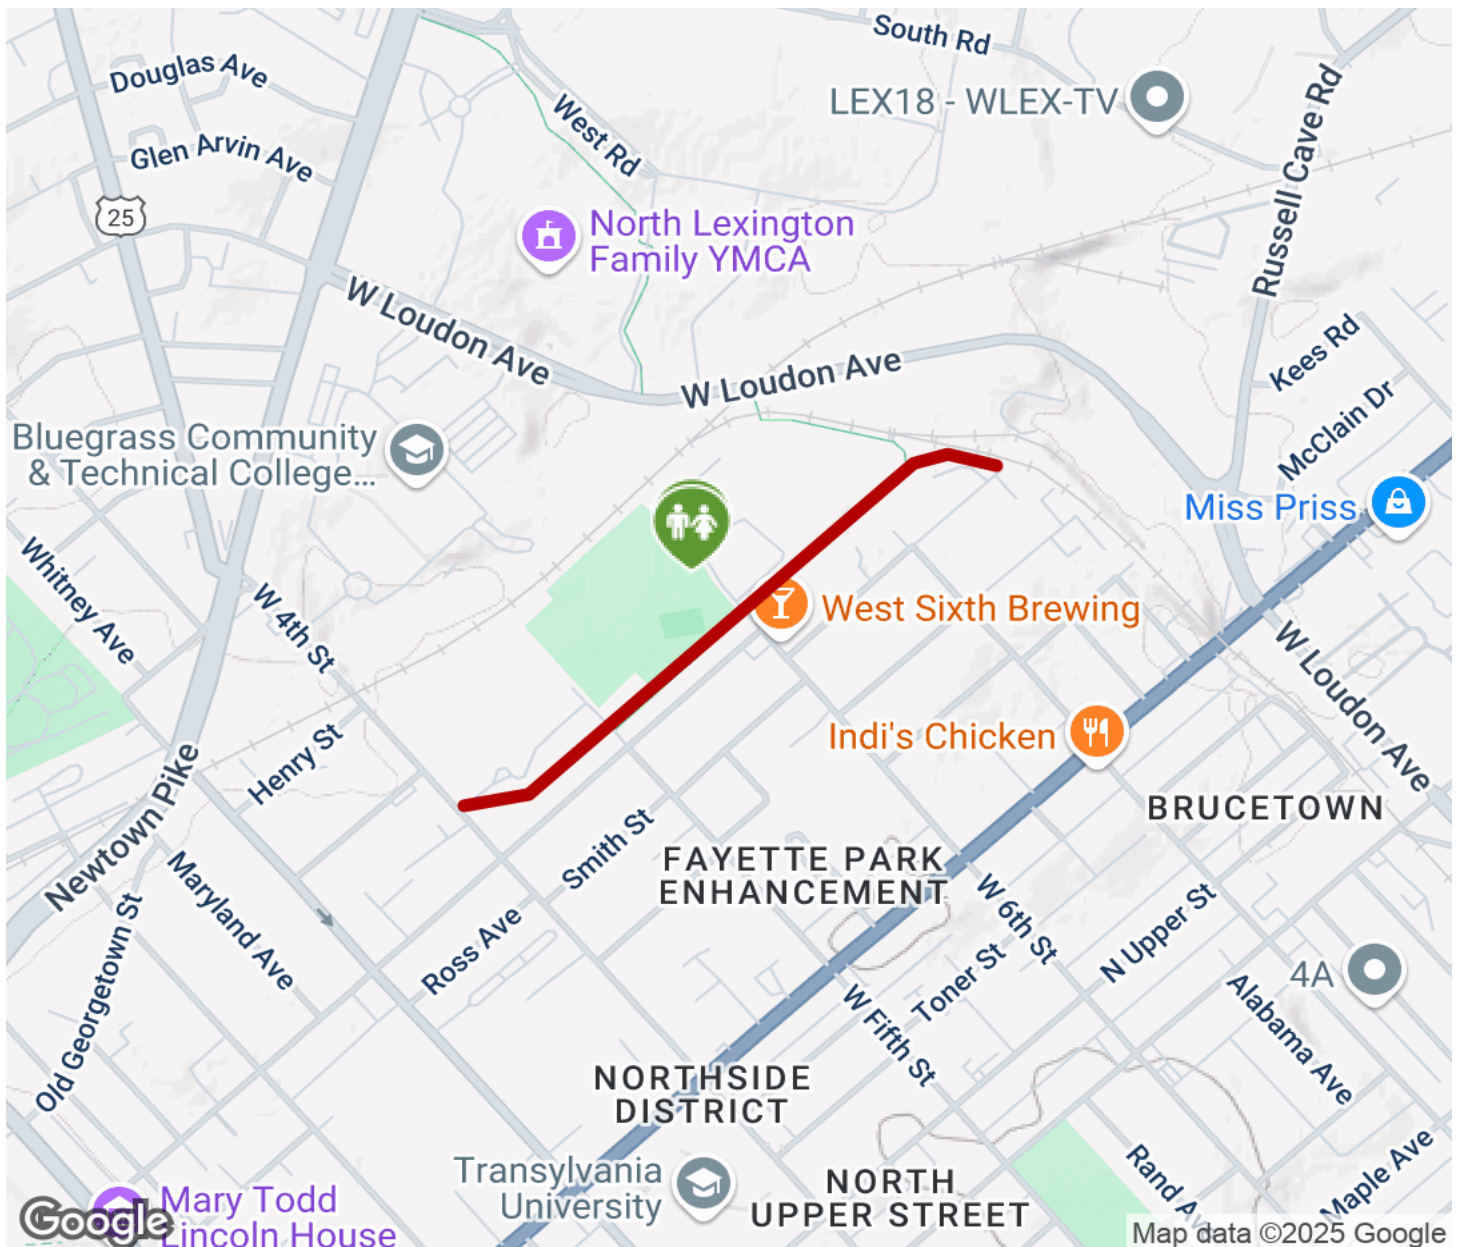 South Rd
Douglas Ave
LEX18 - WLEX-TV
Russell Cave Rd
West Rd
Glen Arvin Ave
25
North Lexington
Family YMCA
W Loudon Ave
W Loudon Ave
Kees Rd
McClain Dr
Bluegrass Community
& Technical College...
Miss Priss
Whitney Ave
W 4th St
West Sixth Brewing
W Loudon Ave
Henry St
Indi's Chicken
Newtown Pike
BRUCETOWN
Smith St
FAYETTE PARK
ENHANCEMENT
Maryland Ave
W 6th St
N Upper St
Ross Ave
Old Georgetown St
Toner St
4A
W Fifth St
Alabama Ave
NORTHSIDE
DISTRICT
Transylvania
University
NORTH
UPPER STREET
Rand Av
Maple Ave
Mary Todd
Lincoln House
Google
Map data ©2025 Google